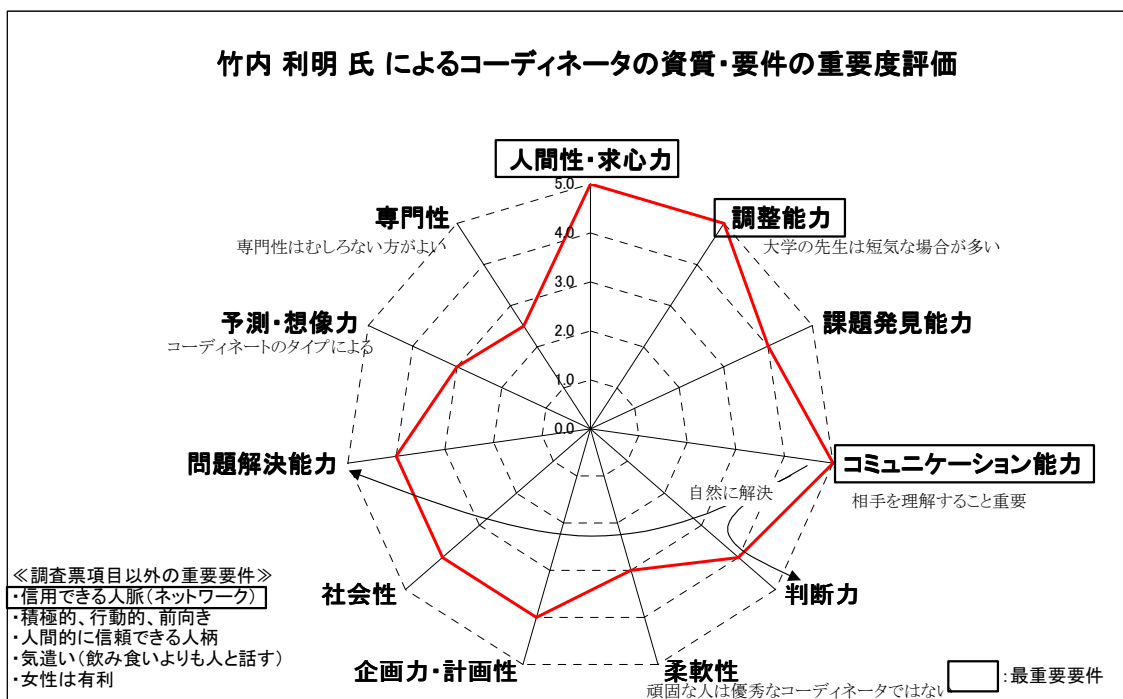 竹内 利明 氏 によるコーディネータの資質・要件の重要度評価
人間性・求心力
5.0
調整能力
大学の先生は短気な場合が多い
専門性
専門性はむしろない方がよい
4.0
課題発見能力
予測・想像力
コーディネートのタイプによる
3.0
2.0
1.0
0.0
コミュニケーション能力
相手を理解すること重要
問題解決能力
自然に解決
判断力
社会性
企画力・計画性
柔軟性
頑固な人は優秀なコーディネータではない
≪調査票項目以外の重要要件≫
・信用できる人脈(ネットワーク)
・積極的、行動的、前向き
・人間的に信頼できる人柄
・気遣い(飲み食いよりも人と話す)
・女性は有利
:最重要要件